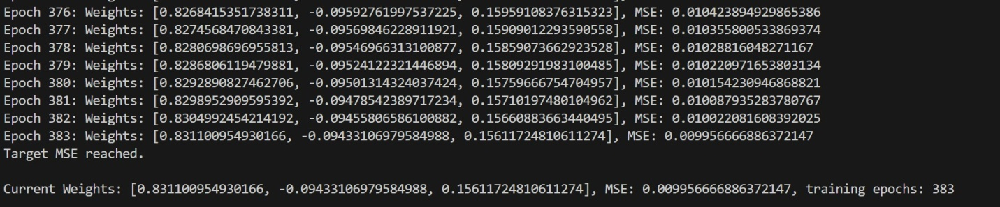 Epoch 376: Weights: [0.8268415351738311, -0.09592761997537225, 0.15959108376315323], MSE: 0.010423894929865386
Epoch 377: Weights: [0.8274568470843381, -0.09569846228911921, 0.15909012293590558], MSE: 0.010355800533869374
Epoch 378: Weights: [0.8280698696955813, -0.09546966313100877, 0.15859073662923528], MSE: 0.01028816048271167
Epoch 379: Weights: [0.8286806119479881, -0.09524122321446894, 0.15809291983100485], MSE: 0.010220971653803134
Epoch 380: Weights: [0.8292890827462706, -0.09501314324037424, 0.15759666754704957], MSE: 0.010154230946868821
Epoch 381: Weights: [0.8298952909595392, -0.09478542389717234, 0.15710197480104962], MSE: 0.010087935283780767
Epoch 382: Weights: [0.8304992454214192, -0.09455806586100882, 0.15660883663440495], MSE: 0.010022081608392025
Epoch 383: Weights: [0.831100954930166, -0.09433106979584988, 0.15611724810611274], MSE: 0.009956666886372147
Target MSE reached.
Current Weights: [0.831100954930166, -0.09433106979584988, 0.15611724810611274], MSE: 0.009956666886372147, training epochs: 383